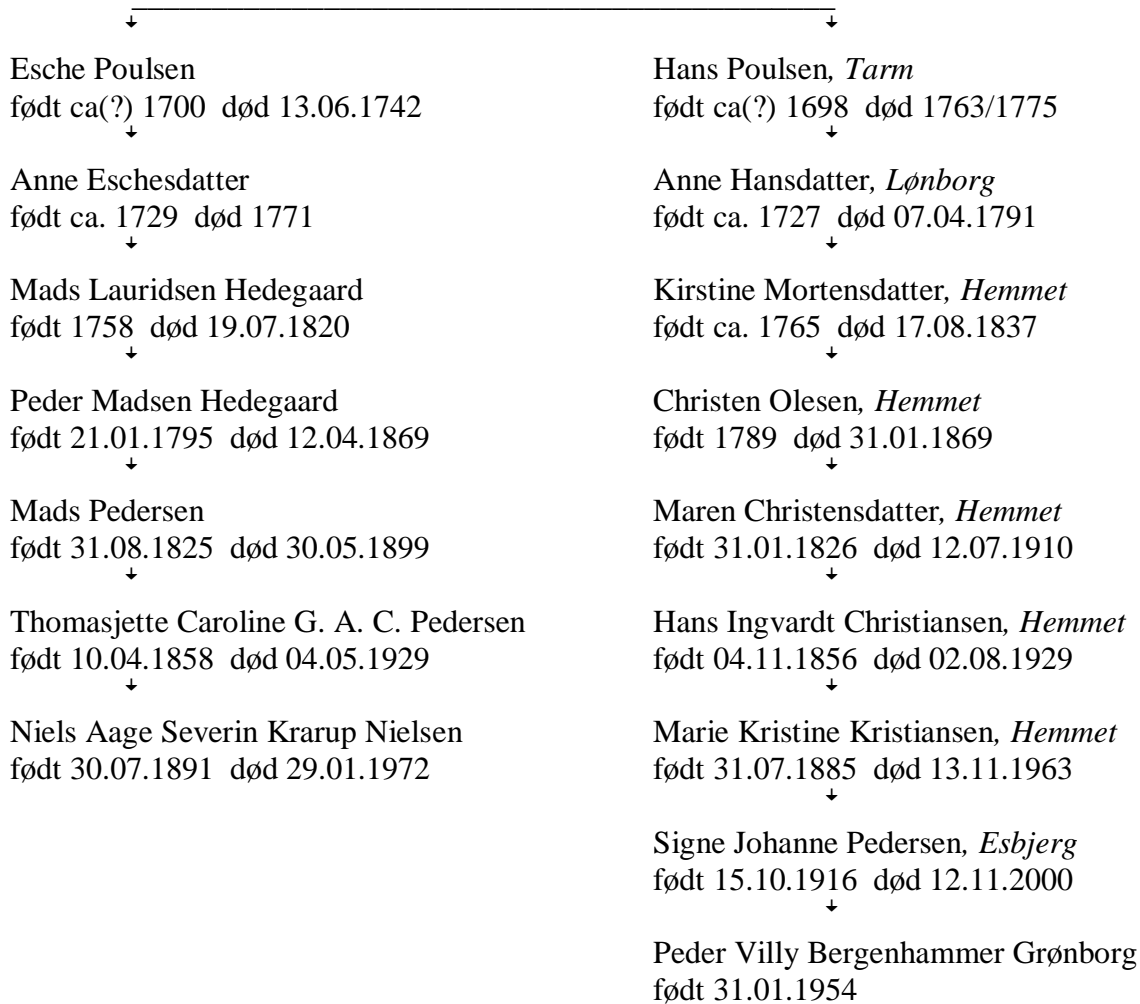 Esche Poulsen
født ca(?) 1700 død 13.06.1742
Anne Eschesdatter
født ca. 1729 død 1771
Mads Lauridsen Hedegaard
født 1758 død 19.07.1820
Peder Madsen Hedegaard
født 21.01.1795 død 12.04.1869
Mads Pedersen
født 31.08.1825 død 30.05.1899
Thomasjette Caroline G. A. C. Pedersen
født 10.04.1858 død 04.05.1929
Niels Aage Severin Krarup Nielsen
født 30.07.1891 død 29.01.1972
Hans Poulsen, Tarm
født ca(?) 1698 død 1763/1775
Anne Hansdatter, Lønborg
født ca. 1727 død 07.04.1791
Kirstine Mortensdatter, Hemmet
født ca. 1765 død 17.08.1837
Christen Olesen, Hemmet
født 1789 død 31.01.1869
Maren Christensdatter, Hemmet
født 31.01.1826 død 12.07.1910
Hans Ingvardt Christiansen, Hemmet
født 04.11.1856 død 02.08.1929
Marie Kristine Kristiansen, Hemmet
født 31.07.1885 død 13.11.1963
Signe Johanne Pedersen, Esbjerg
født 15.10.1916 død 12.11.2000
Peder Villy Bergenhammer Grønborg
født 31.01.1954